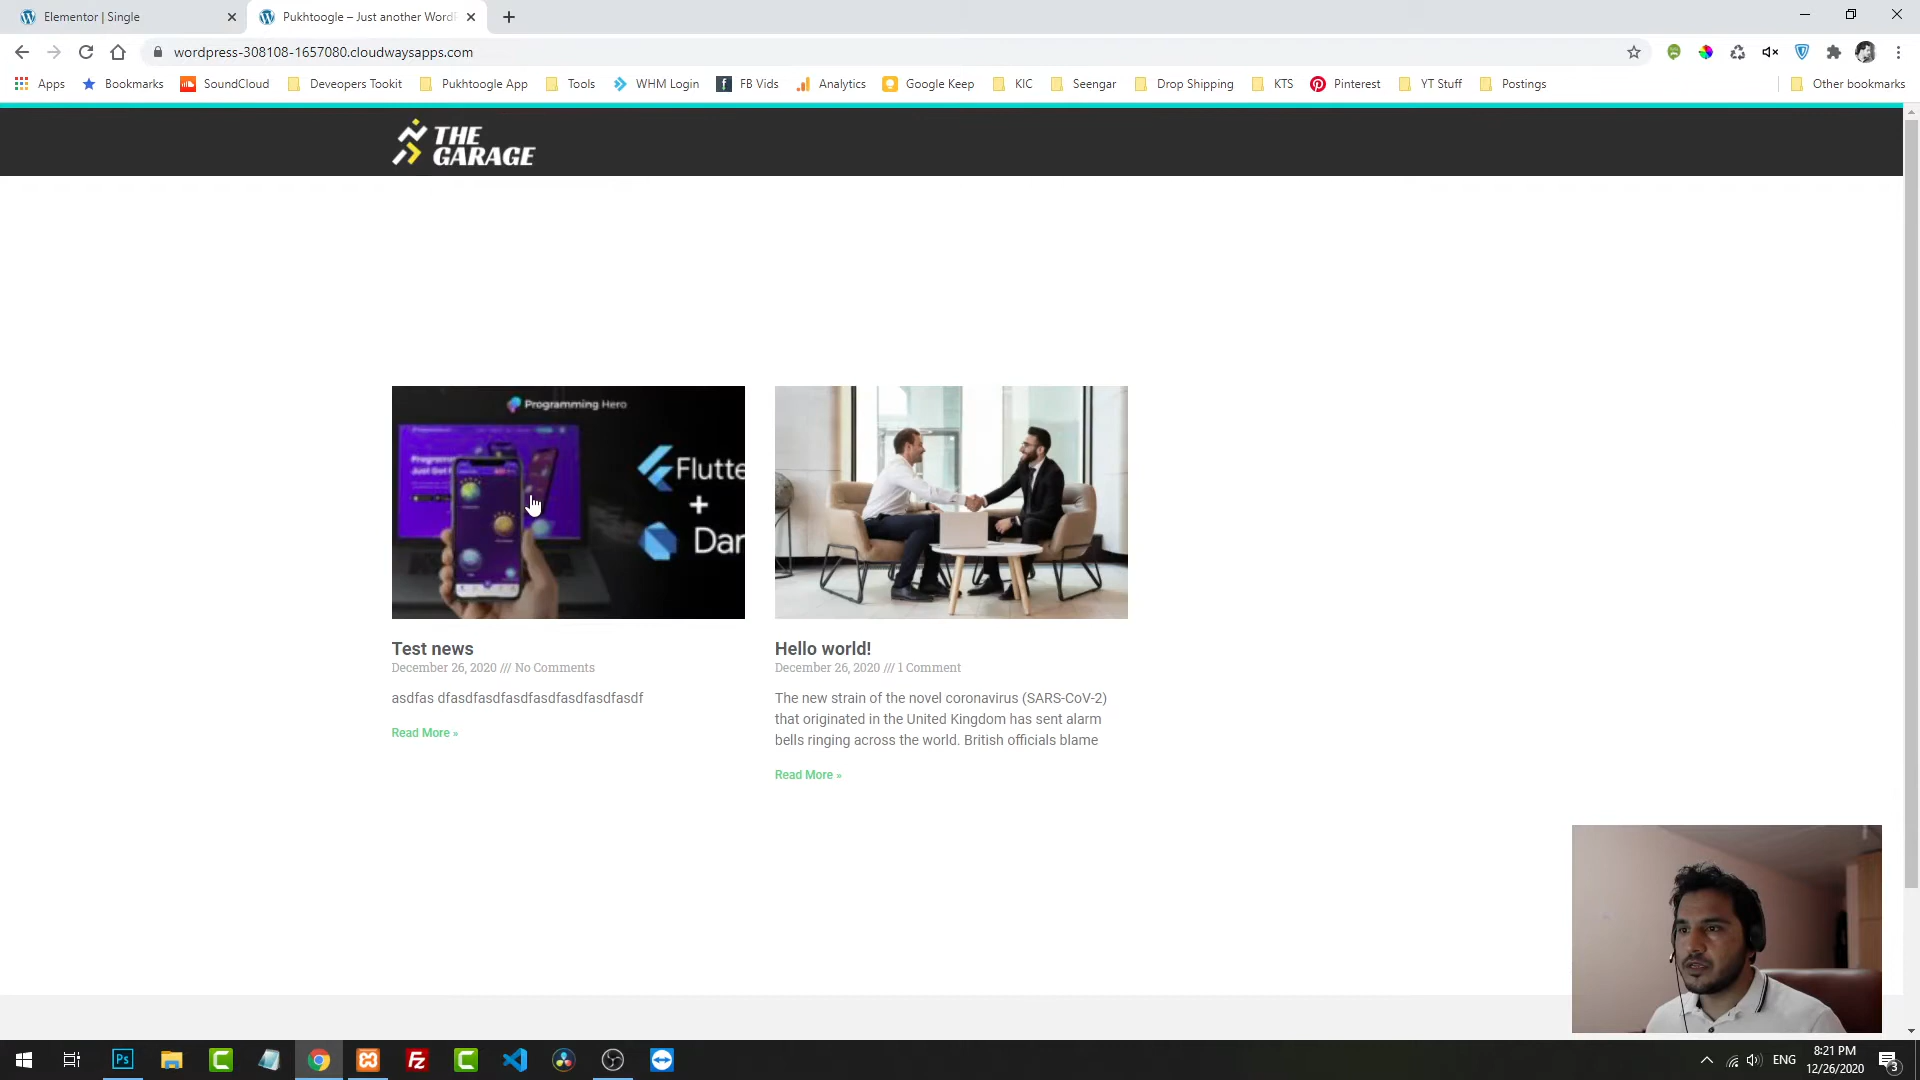 Elementor | Single
Pukhtoogle – Just another WordP
wordpress-308108-1657080.cloudwaysapps.com
Apps
Bookmarks
SoundCloud
Deveopers Tookit
Pukhtoogle App
Tools
WHM Login
FB Vids
Analytics
Google Keep
KIC
Seengar
Drop Shipping
KTS
Pinterest
YT Stuff
Postings
Other bookmarks
THE
GARAGE
Programming Hero
Flutte
+
Dar
Test news
December 26, 2020 /// No Comments
asdfas dfasdfasdfasdfasdfasdfasdfasdf
Read More »
Hello world!
December 26, 2020 /// 1 Comment
The new strain of the novel coronavirus (SARS-CoV-2)
that originated in the United Kingdom has sent alarm
bells ringing across the world. British officials blame
Read More »
Ps
ENG
8:21 PM
12/26/2020
3